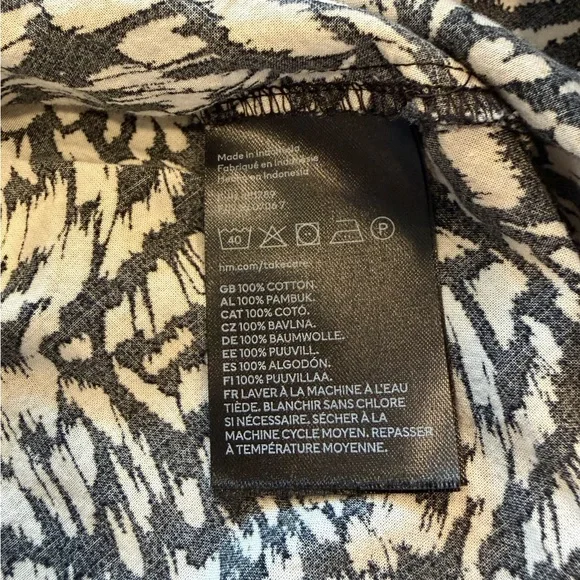 Made in Indonesia
Fabriqué en Indonésie
Indonesia
40
P
hm.com/takecare
GB 100% COTTON.
AL 100% PAMBUK.
CAT 100% COTÓ.
CZ 100% BAVLNA.
DE 100% BAUMWOLLE.
EE 100% PUUVILL.
ES 100% ALGODÓN.
FI 100% PUUVILLAA.
FR LAVER À LA MACHINE À L'EAU
TIÈDE. BLANCHIR SANS CHLORE
SI NÉCESSAIRE. SÉCHER À LA
MACHINE CYCLE MOYEN. REPASSER
À TEMPÉRATURE MOYENNE.